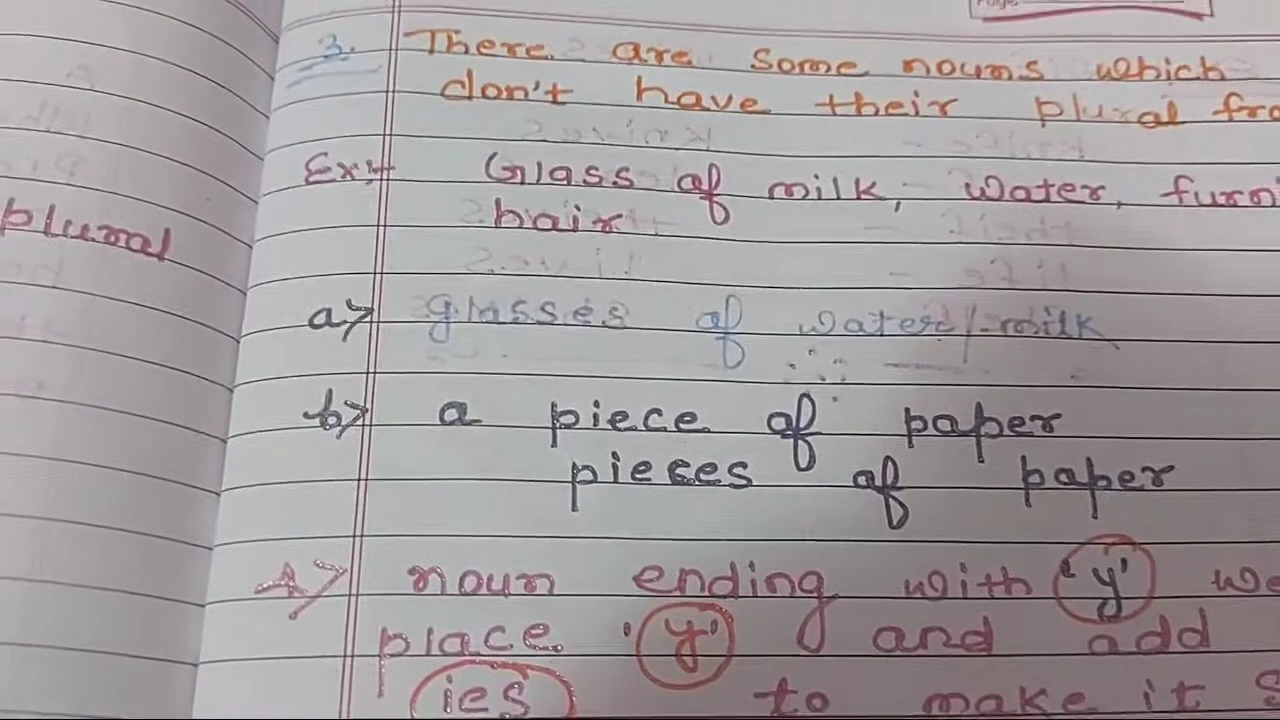 plural
3. There are some nouns which
don't have their plural
Ex:- Glass of milk, water,
hair
a> glasses of water/milk
b> a piece of paper
pieces of paper
4> noun ending with 'y' we
place 'y' and add
ies to make it